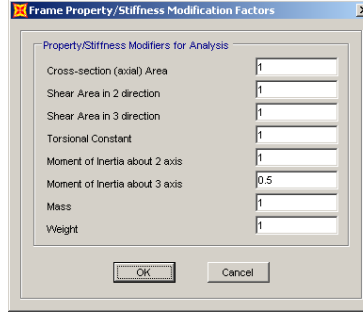 Frame Property/Stiffness Modification Factors
Property/Stiffness Modifiers for Analysis
Cross-section (axial) Area 1
Shear Area in 2 direction 1
Shear Area in 3 direction 1
Torsional Constant 1
Moment of Inertia about 2 axis 1
Moment of Inertia about 3 axis 0.5
Mass 1
Weight 1
OK Cancel